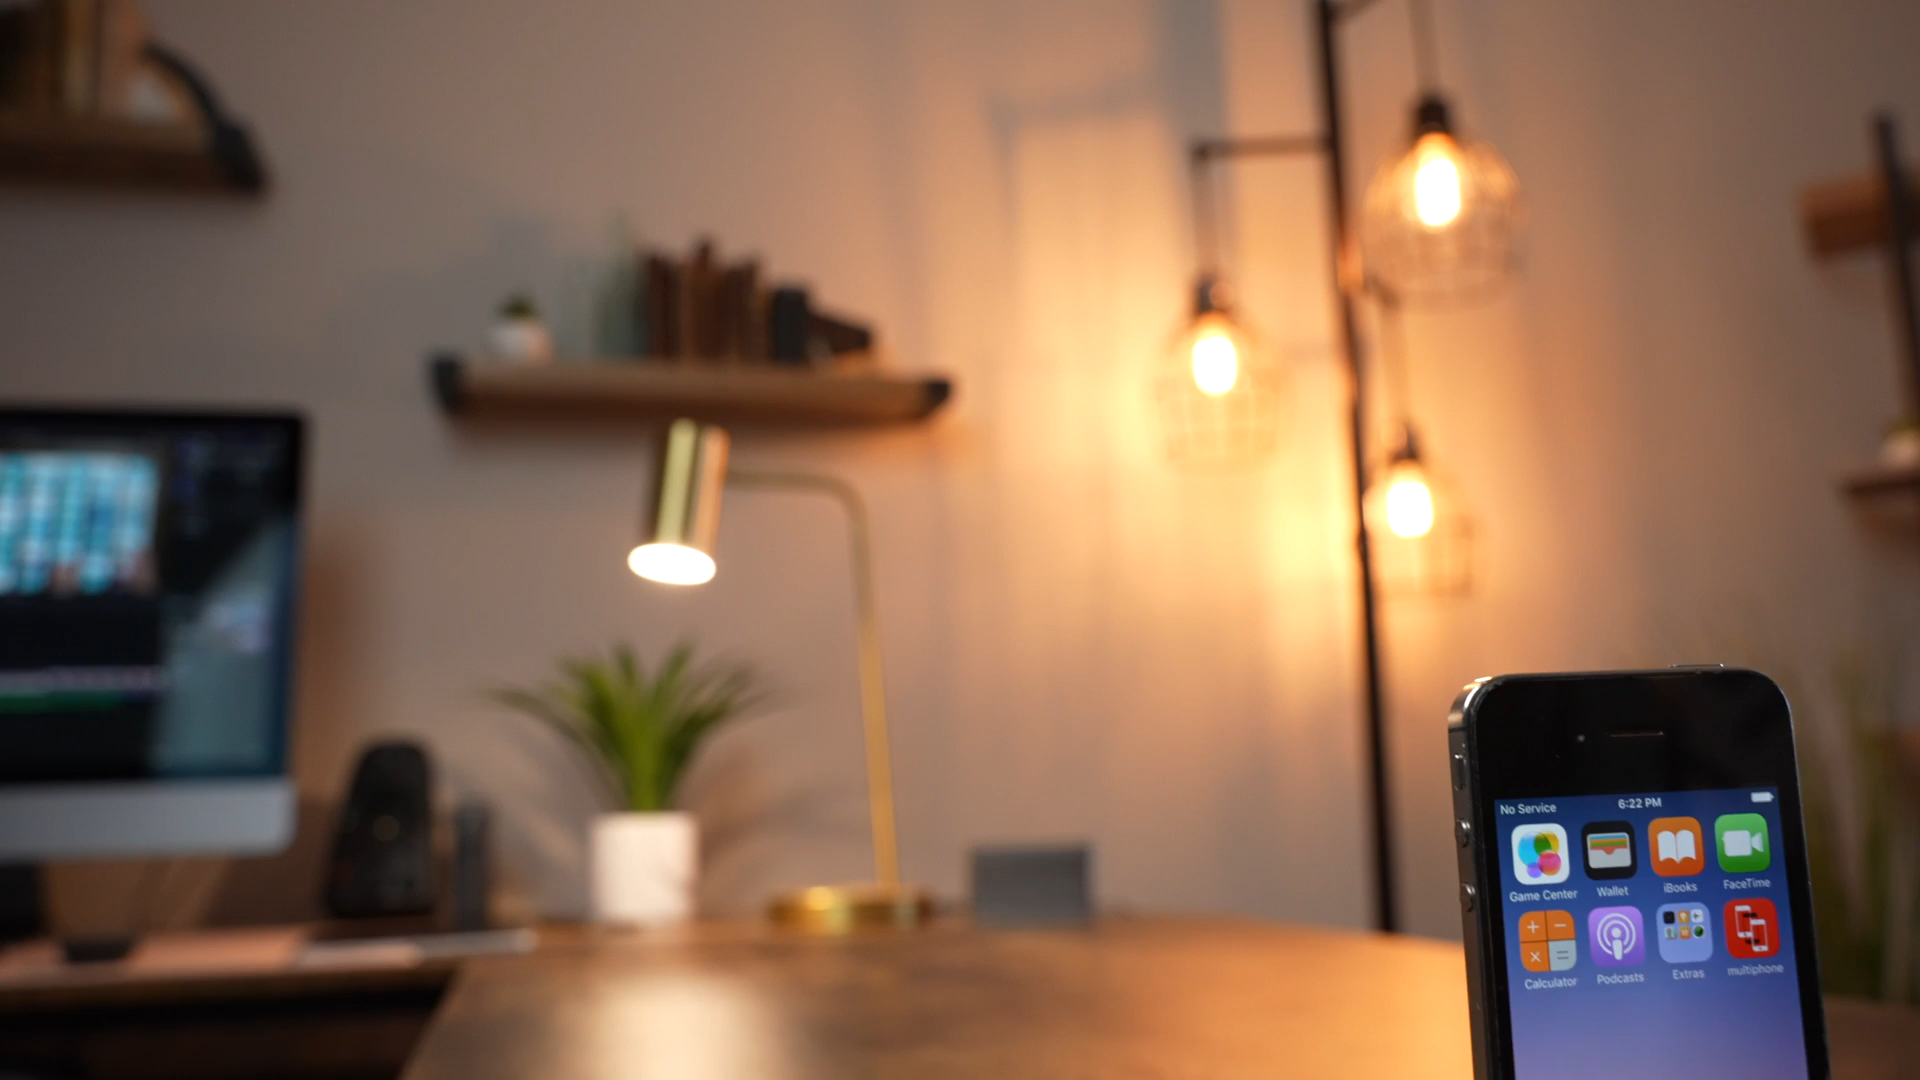 No Service 6:22 PM
Game Center Wallet iBooks FaceTime
Calculator Podcasts Extras multiphone